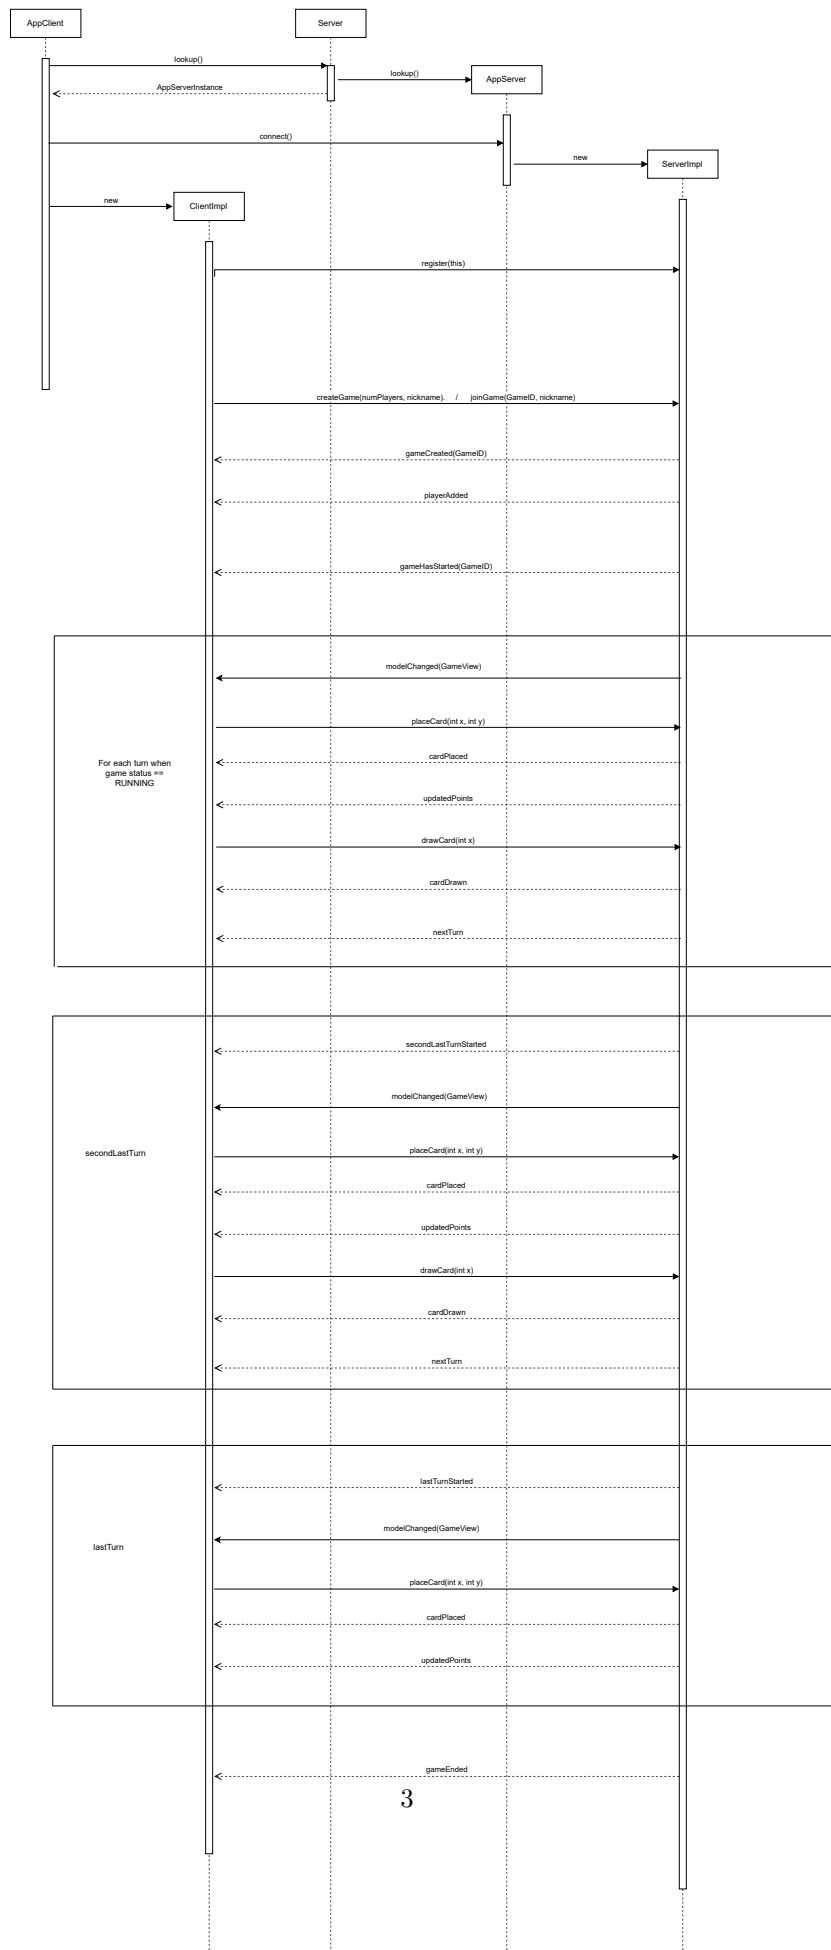 AppClient
Server
lookup()
lookup()
AppServer
AppServerInstance
connect()
new
ServerImpl
new
ClientImpl
register(this)
createGame(numPlayers, nickname). / joinGame(GameID, nickname)
gameCreated(GameID)
playerAdded
gameHasStarted(GameID)
modelChanged(GameView)
placeCard(int x, int y)
cardPlaced
For each turn when
game status ==
RUNNING
updatedPoints
drawCard(int x)
cardDrawn
nextTurn
secondLastTurnStarted
modelChanged(GameView)
placeCard(int x, int y)
secondLastTurn
cardPlaced
updatedPoints
drawCard(int x)
cardDrawn
nextTurn
lastTurnStarted
modelChanged(GameView)
lastTurn
placeCard(int x, int y)
cardPlaced
updatedPoints
gameEnded
3